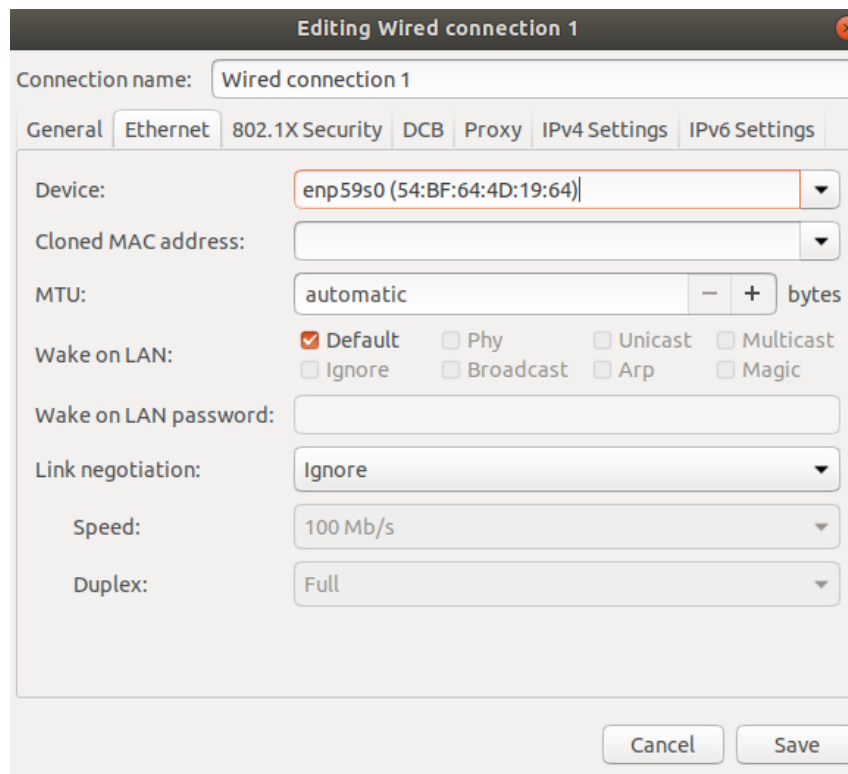 Editing Wired connection 1
Connection name: Wired connection 1
General Ethernet 802.1X Security DCB Proxy IPv4 Settings IPv6 Settings
Device: enp59s0 (54:BF:64:4D:19:64)
Cloned MAC address:
MTU: automatic − + bytes
Wake on LAN: Default Phy Unicast Multicast
Ignore Broadcast Arp Magic
Wake on LAN password:
Link negotiation: Ignore
Speed: 100 Mb/s
Duplex: Full
Cancel Save